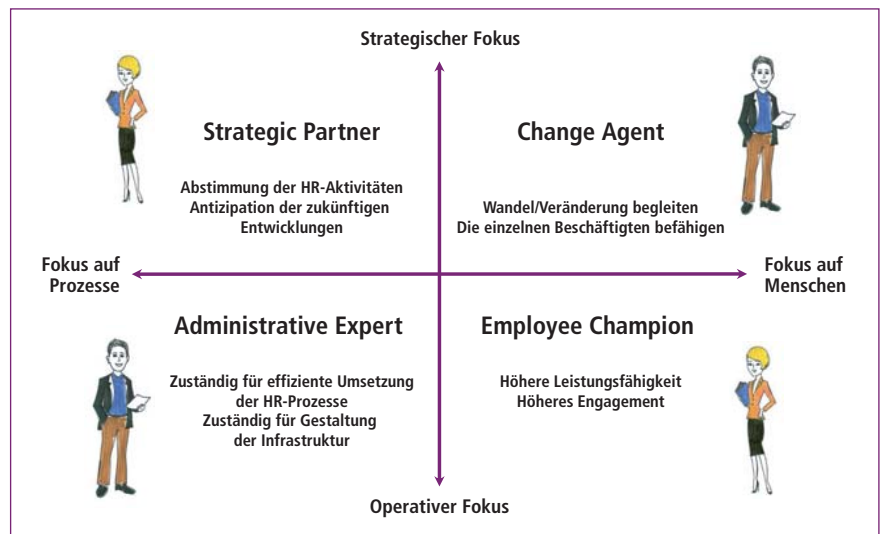 Strategischer Fokus
Strategic Partner
Abstimmung der HR-Aktivitäten
Antizipation der zukünftigen
Entwicklungen
Change Agent
Wandel/Veränderung begleiten
Die einzelnen Beschäftigten befähigen
Fokus auf
Prozesse
Fokus auf
Menschen
Administrative Expert
Zuständig für effiziente Umsetzung
der HR-Prozesse
Zuständig für Gestaltung
der Infrastruktur
Employee Champion
Höhere Leistungsfähigkeit
Höheres Engagement
Operativer Fokus